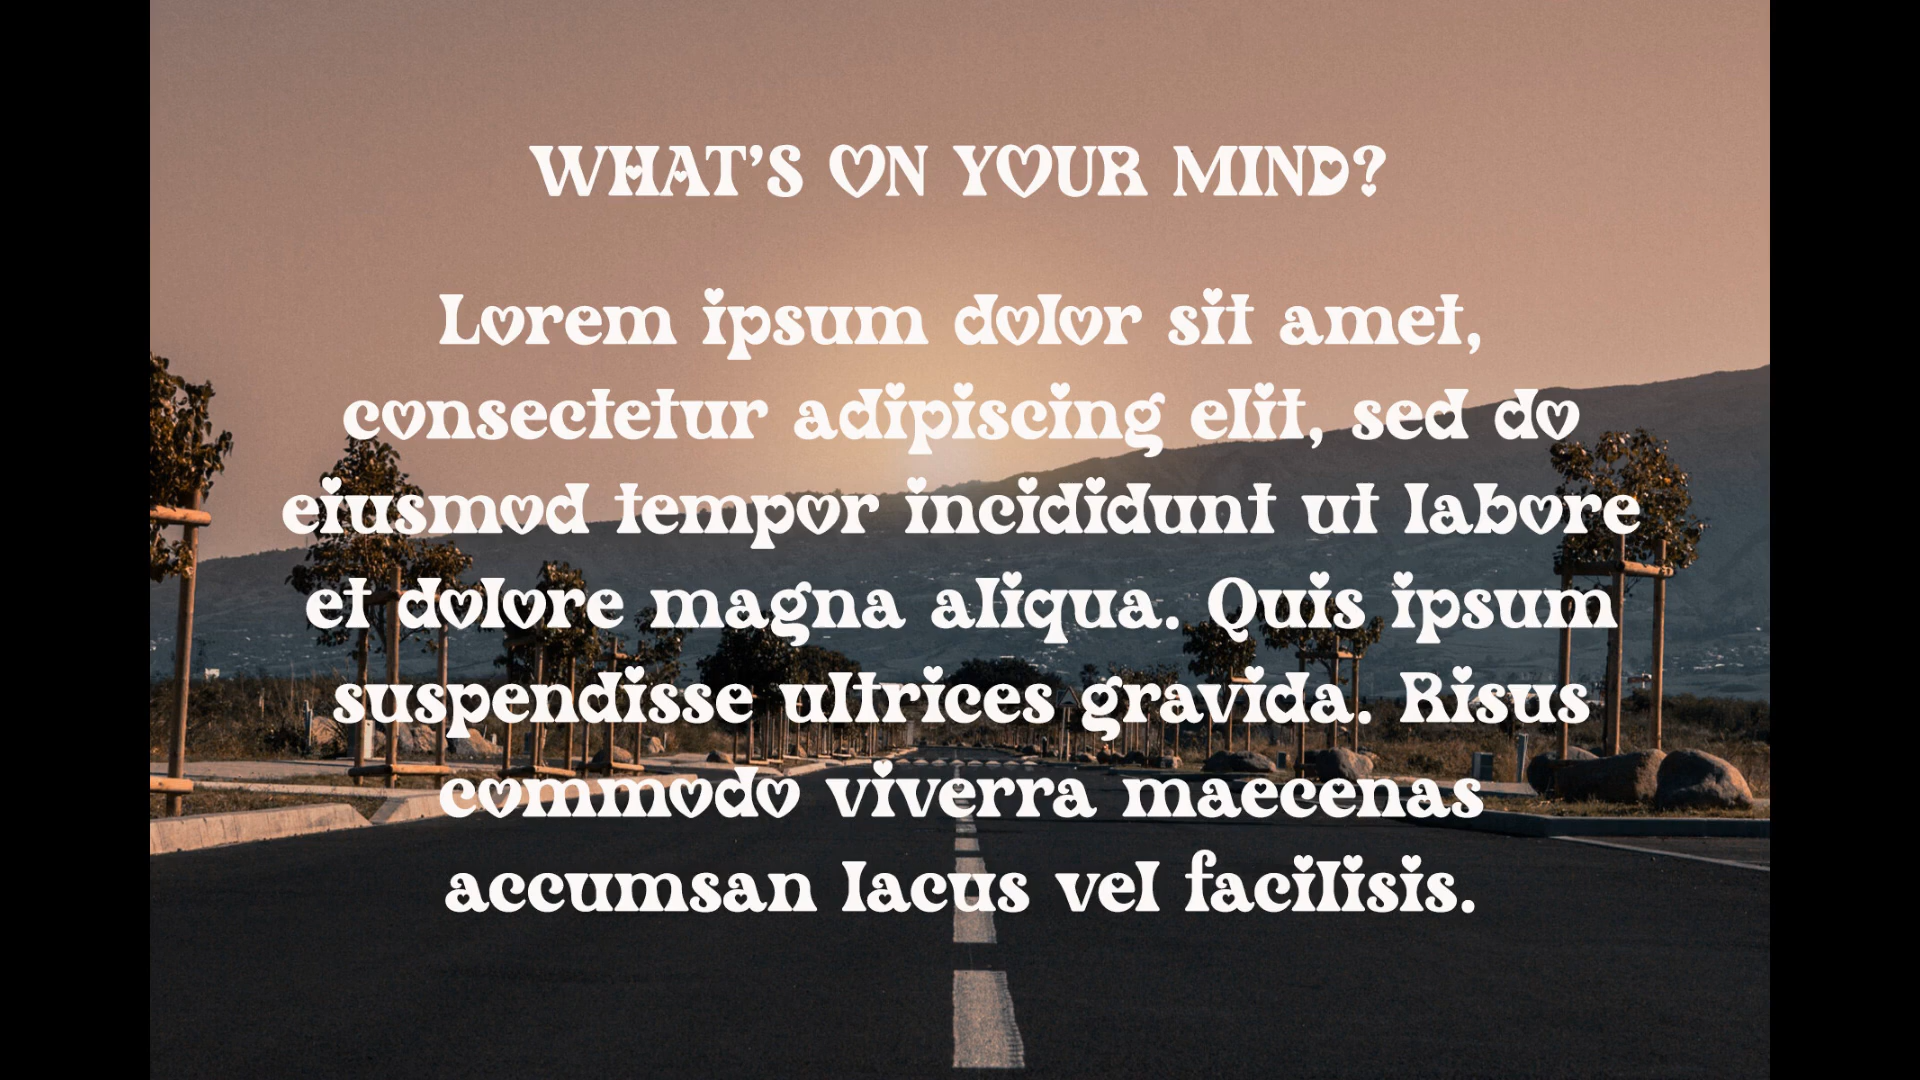 WHAT'S ON YOUR MIND?
Lorem ipsum dolor sit amet,
consectetur adipiscing elit, sed do
eiusmod tempor incididunt ut labore
et dolore magna aliqua. Quis ipsum
suspendisse ultrices gravida. Risus
commodo viverra maecenas
accumsan lacus vel facilisis.